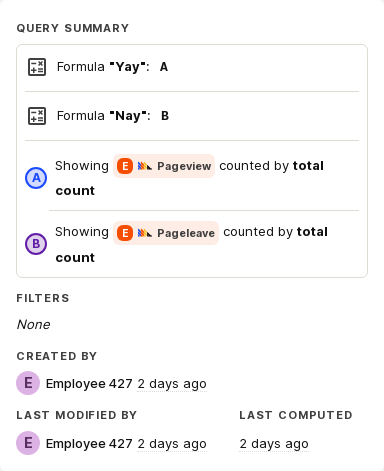 QUERY SUMMARY
Formula "Yay": A
Formula "Nay": B
A Showing E Pageview counted by total
count
B Showing E Pageleave counted by total
count
FILTERS
None
CREATED BY
E Employee 427 2 days ago
LAST MODIFIED BY LAST COMPUTED
E Employee 427 2 days ago 2 days ago